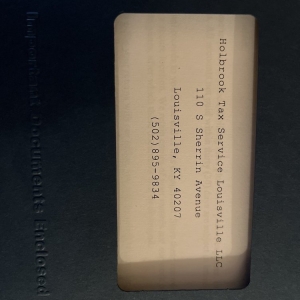 Holbrook Tax Service Louisville LLC
110 S Sherrin Avenue
Louisville, KY 40207
(502)895-9834
Important Documents Enclosed